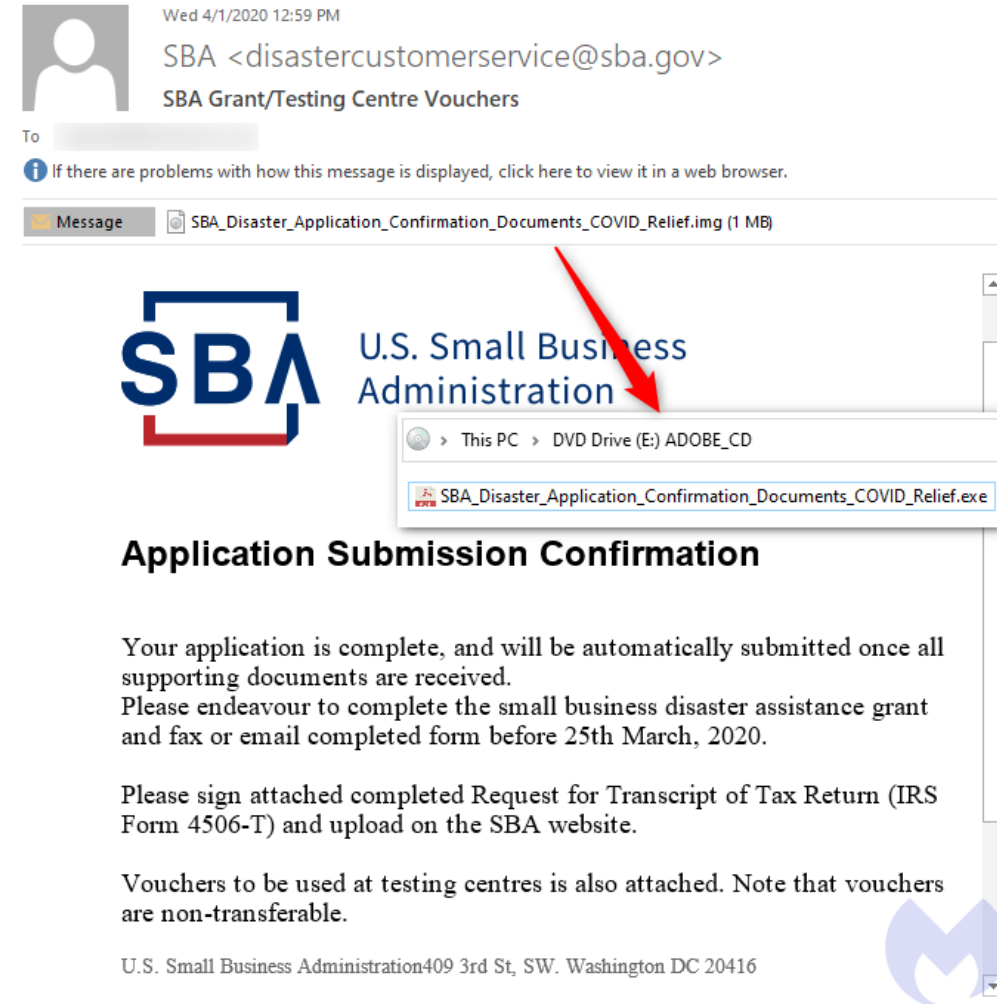 Wed 4/1/2020 12:59 PM
SBA <disastercustomerservice@sba.gov>
SBA Grant/Testing Centre Vouchers
To
If there are problems with how this message is displayed, click here to view it in a web browser.
Message SBA_Disaster_Application_Confirmation_Documents_COVID_Relief.img (1 MB)
SBA
U.S. Small Business
Administration
This PC > DVD Drive (E:) ADOBE_CD
SBA_Disaster_Application_Confirmation_Documents_COVID_Relief.exe
Application Submission Confirmation
Your application is complete, and will be automatically submitted once all
supporting documents are received.
Please endeavour to complete the small business disaster assistance grant
and fax or email completed form before 25th March, 2020.
Please sign attached completed Request for Transcript of Tax Return (IRS
Form 4506-T) and upload on the SBA website.
Vouchers to be used at testing centres is also attached. Note that vouchers
are non-transferable.
U.S. Small Business Administration409 3rd St, SW. Washington DC 20416